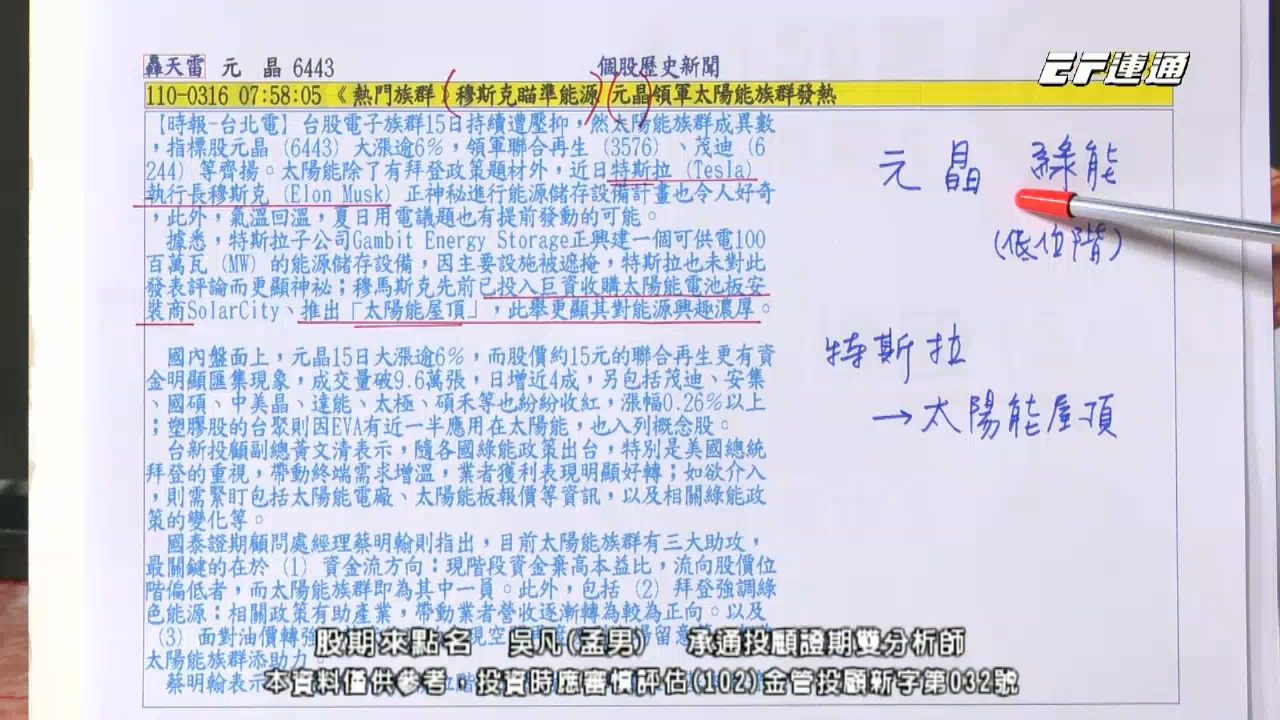 轟天雷 元 晶 6443 個股歷史新聞
EF運通
110-0316 07:58:05《熱門族群》穆斯克瞄準能源 元晶領軍太陽能族群發熱
【時報-台北電】台股電子族群15日持續遭壓抑,然太陽能族群成異數
,指標股元晶 (6443) 大漲逾6%,領軍聯合再生 (3576) 、茂迪 (6
244) 等齊揚。太陽能除了有拜登政策題材外,近日特斯拉 (Tesla)
執行長穆斯克 (Elon Musk) 正神秘進行能源儲存設備計畫也令人好奇
,此外,氣溫回溫,夏日用電議題也有提前發動的可能。
據悉,特斯拉子公司Gambit Energy Storage正興建一個可供電100
百萬瓦 (MW) 的能源儲存設備,因主要設施被遮掩,特斯拉也未對此
發表評論而更顯神祕;穆馬斯克先前已投入巨資收購太陽能電池板安
裝商SolarCity、推出「太陽能屋頂」,此舉更顯其對能源興趣濃厚。
國內盤面上,元晶15日大漲逾6%,而股價約15元的聯合再生更有資
金明顯匯集現象,成交量破9.6萬張,日增近4成,另包括茂迪、安集
、國碩、中美晶、達能、太極、碩禾等也紛紛收紅,漲幅0.26%以上
;塑膠股的台聚則因EVA有近一半應用在太陽能,也入列概念股。
台新投顧副總黃文清表示,隨各國綠能政策出台,特別是美國總統
拜登的重視,帶動終端需求增溫,業者獲利表現明顯好轉;如欲介入
,則需緊盯包括太陽能電廠、太陽能板報價等資訊,以及相關綠能政
策的變化等。
國泰證期顧問處經理蔡明翰則指出,目前太陽能族群有三大助攻,
最關鍵的在於 (1) 資金流方向:現階段資金棄高本益比,流向股價位
階偏低者,而太陽能族群即為其中一員。此外,包括 (2) 拜登強調綠
色能源:相關政策有助產業,帶動業者營收逐漸轉為較為正向。以及
(3) 面對油價轉強
太陽能族群添助力。
蔡明翰表示
元晶 綠能
(低位階)
特斯拉
→太陽能屋頂
股期來點名 吳凡(孟男) 承通投顧證期雙分析師
本資料僅供參考,投資時應審慎評估(102)金管投顧新字第032號